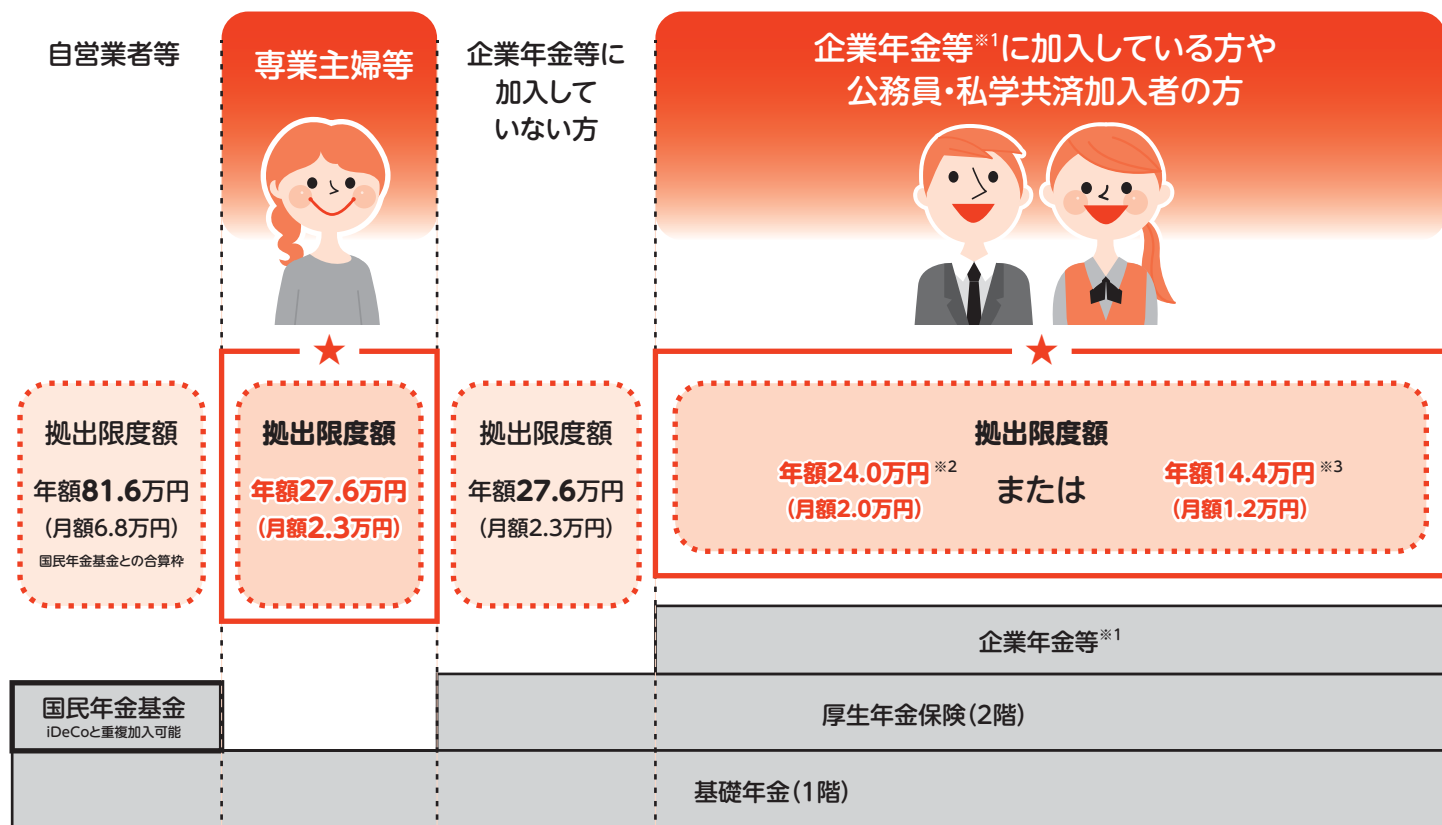 自営業者等
専業主婦等
企業年金等に
加入して
いない方
企業年金等※1に加入している方や
公務員・私学共済加入者の方
拠出限度額
年額81.6万円
(月額6.8万円)
国民年金基金との合算枠
拠出限度額
年額27.6万円
(月額2.3万円)
拠出限度額
年額27.6万円
(月額2.3万円)
拠出限度額
年額24.0万円※2
(月額2.0万円)
または
年額14.4万円※3
(月額1.2万円)
企業年金等※1
国民年金基金
iDeCoと重複加入可能
厚生年金保険(2階)
基礎年金(1階)